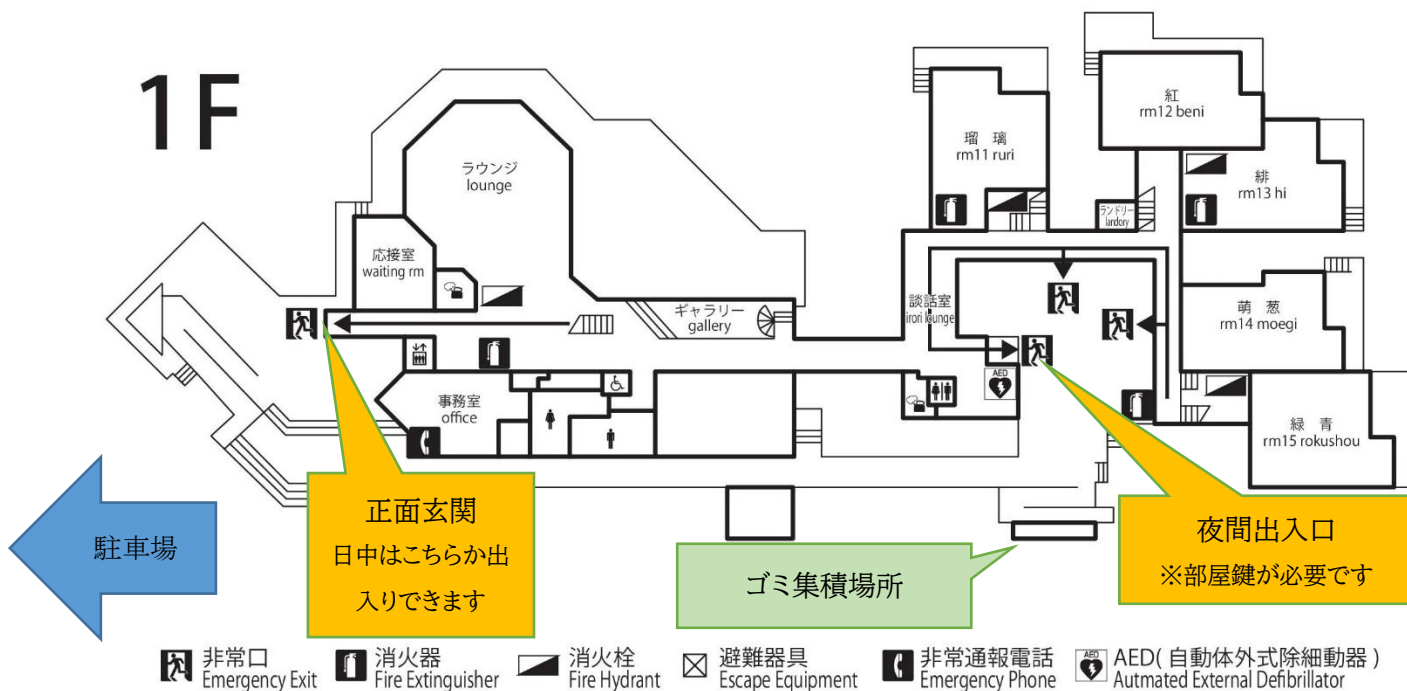 1F
ラウンジ
lounge
応接室
waiting rm
ギャラリー
gallery
事務室
office
談話室
irori lounge
瑠 璃
rm11 ruri
紅
rm12 beni
緋
rm13 hi
ランドリー
landory
萌 葱
rm14 moegi
緑 青
rm15 rokushou
AED
駐車場
正面玄関
日中はこちらか出
入りできます
ゴミ集積場所
夜間出入口
※部屋鍵が必要です
非常口
Emergency Exit
消火器
Fire Extinguisher
消火栓
Fire Hydrant
避難器具
Escape Equipment
非常通報電話
Emergency Phone
AED
AED( 自動体外式除細動器 )
Autmated External Defibrillator